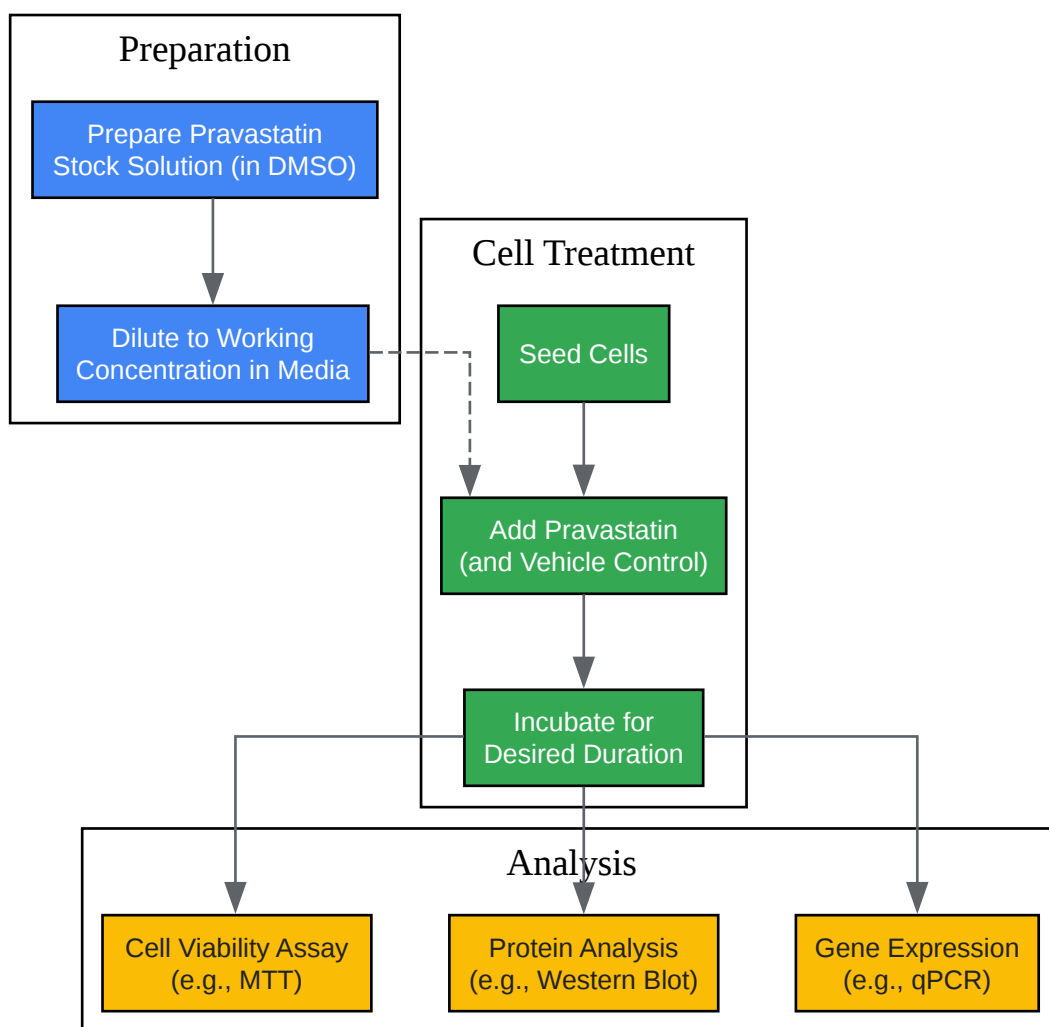 Preparation
Prepare Pravastatin
Stock Solution (in DMSO)
Dilute to Working
Concentration in Media
Cell Treatment
Seed Cells
Add Pravastatin
(and Vehicle Control)
Incubate for
Desired Duration
Analysis
Cell Viability Assay
(e.g., MTT)
Protein Analysis
(e.g., Western Blot)
Gene Expression
(e.g., qPCR)